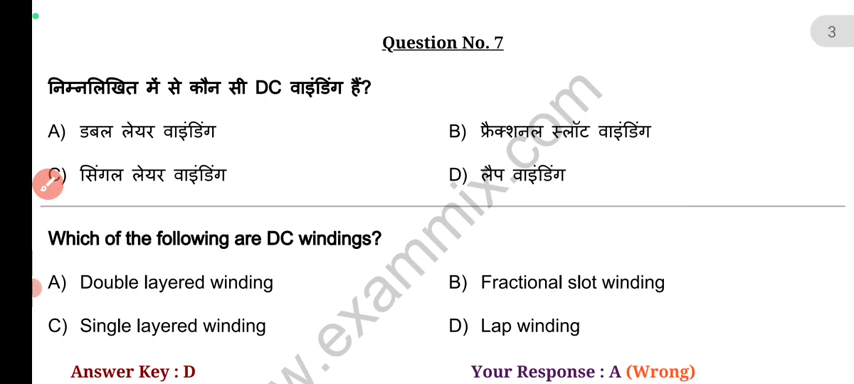 3
Question No. 7
निम्नलिखित में से कौन सी DC वाइंडिंग हैं?
A) डबल लेयर वाइंडिंग
B) फ्रैक्शनल स्लॉट वाइंडिंग
C) सिंगल लेयर वाइंडिंग
D) लैप वाइंडिंग
Which of the following are DC windings?
A) Double layered winding
B) Fractional slot winding
C) Single layered winding
D) Lap winding
Answer Key : D
Your Response : A (Wrong)
w.exammix.com